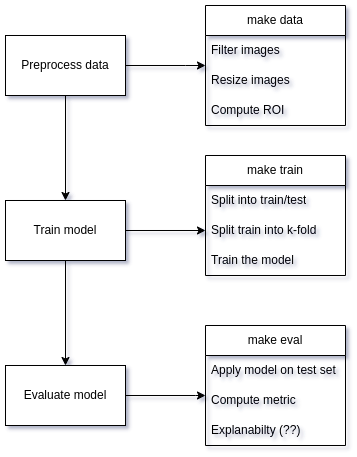 make data
Preprocess data
Filter images
Resize images
Compute ROI
make train
Train model
Split into train/test
Split train into k-fold
Train the model
make eval
Evaluate model
Apply model on test set
Compute metric
Explanabilty (??)